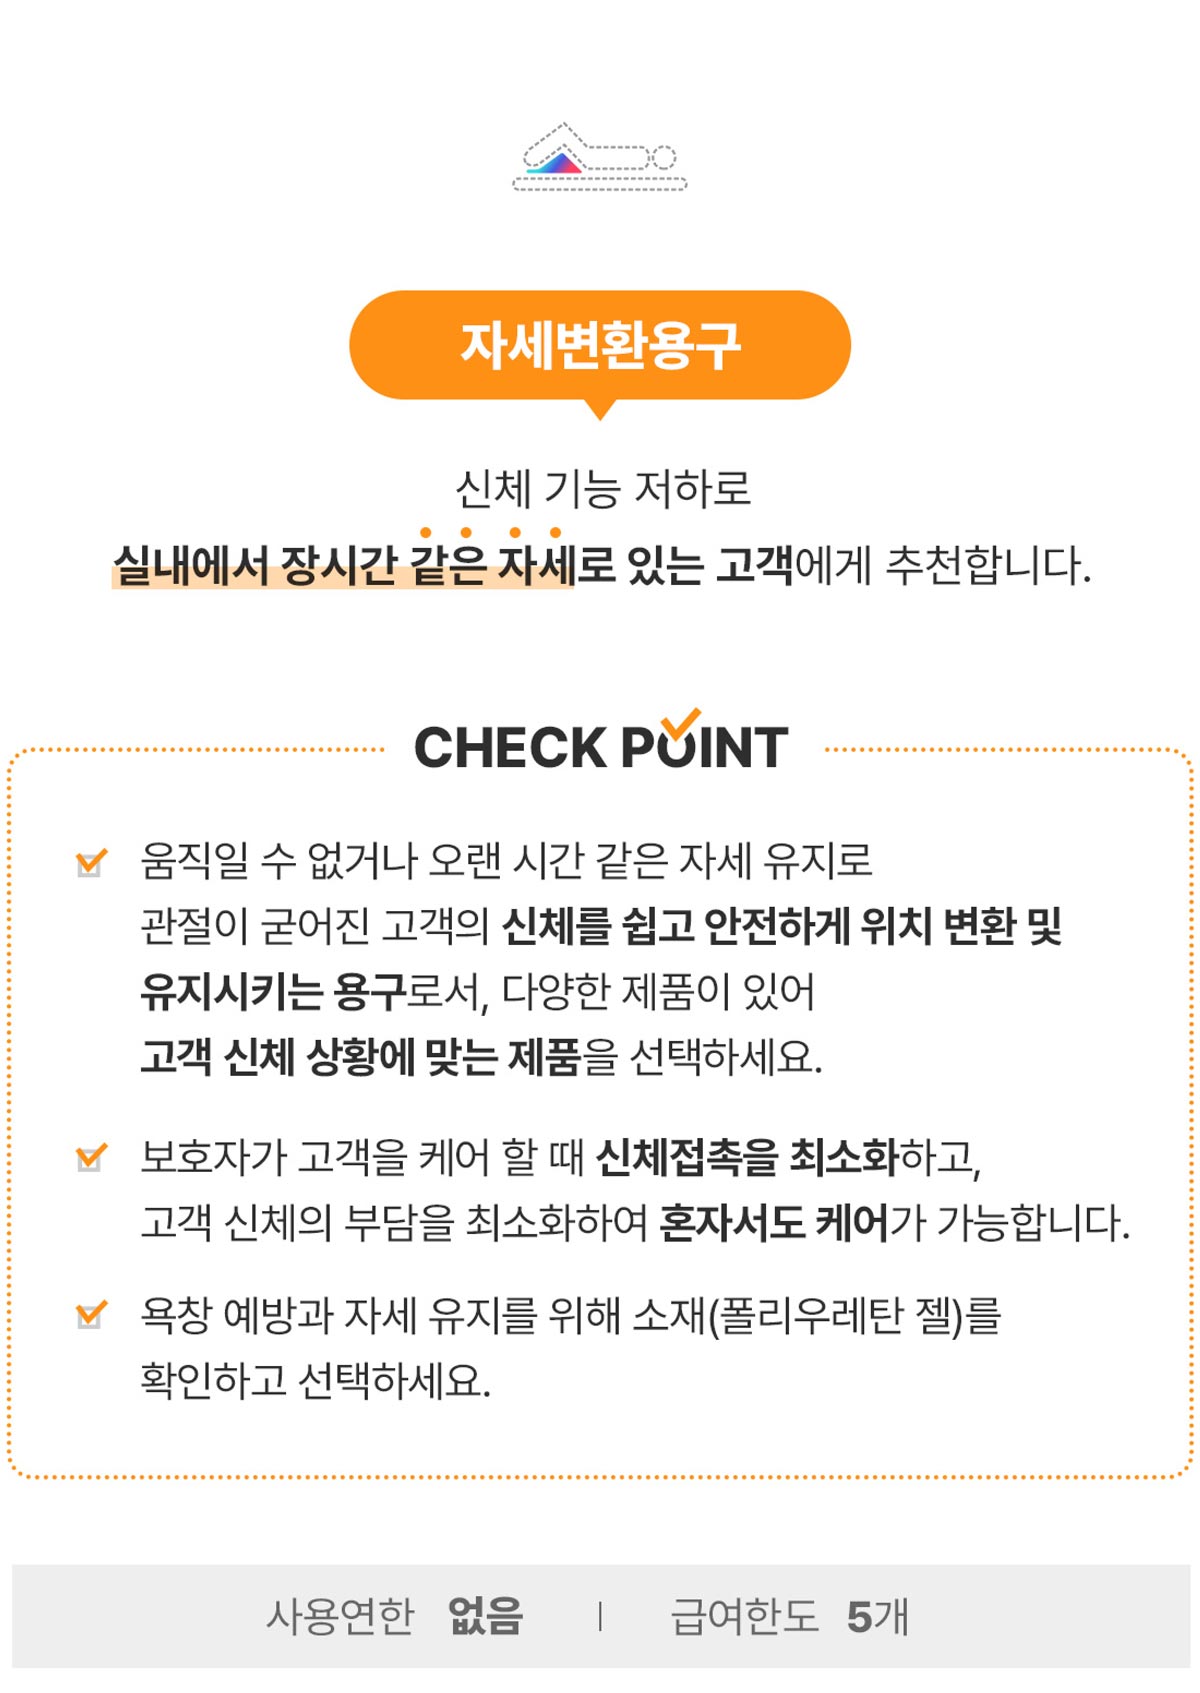 자세변환용구
신체 기능 저하로
실내에서 장시간 같은 자세로 있는 고객에게 추천합니다.
CHECK POINT
움직일 수 없거나 오랜 시간 같은 자세 유지로
관절이 굳어진 고객의 신체를 쉽고 안전하게 위치 변환 및
유지시키는 용구로서, 다양한 제품이 있어
고객 신체 상황에 맞는 제품을 선택하세요.
보호자가 고객을 케어 할 때 신체접촉을 최소화하고,
고객 신체의 부담을 최소화하여 혼자서도 케어가 가능합니다.
욕창 예방과 자세 유지를 위해 소재(폴리우레탄 젤)를
확인하고 선택하세요.
사용연한 없음 | 급여한도 5개